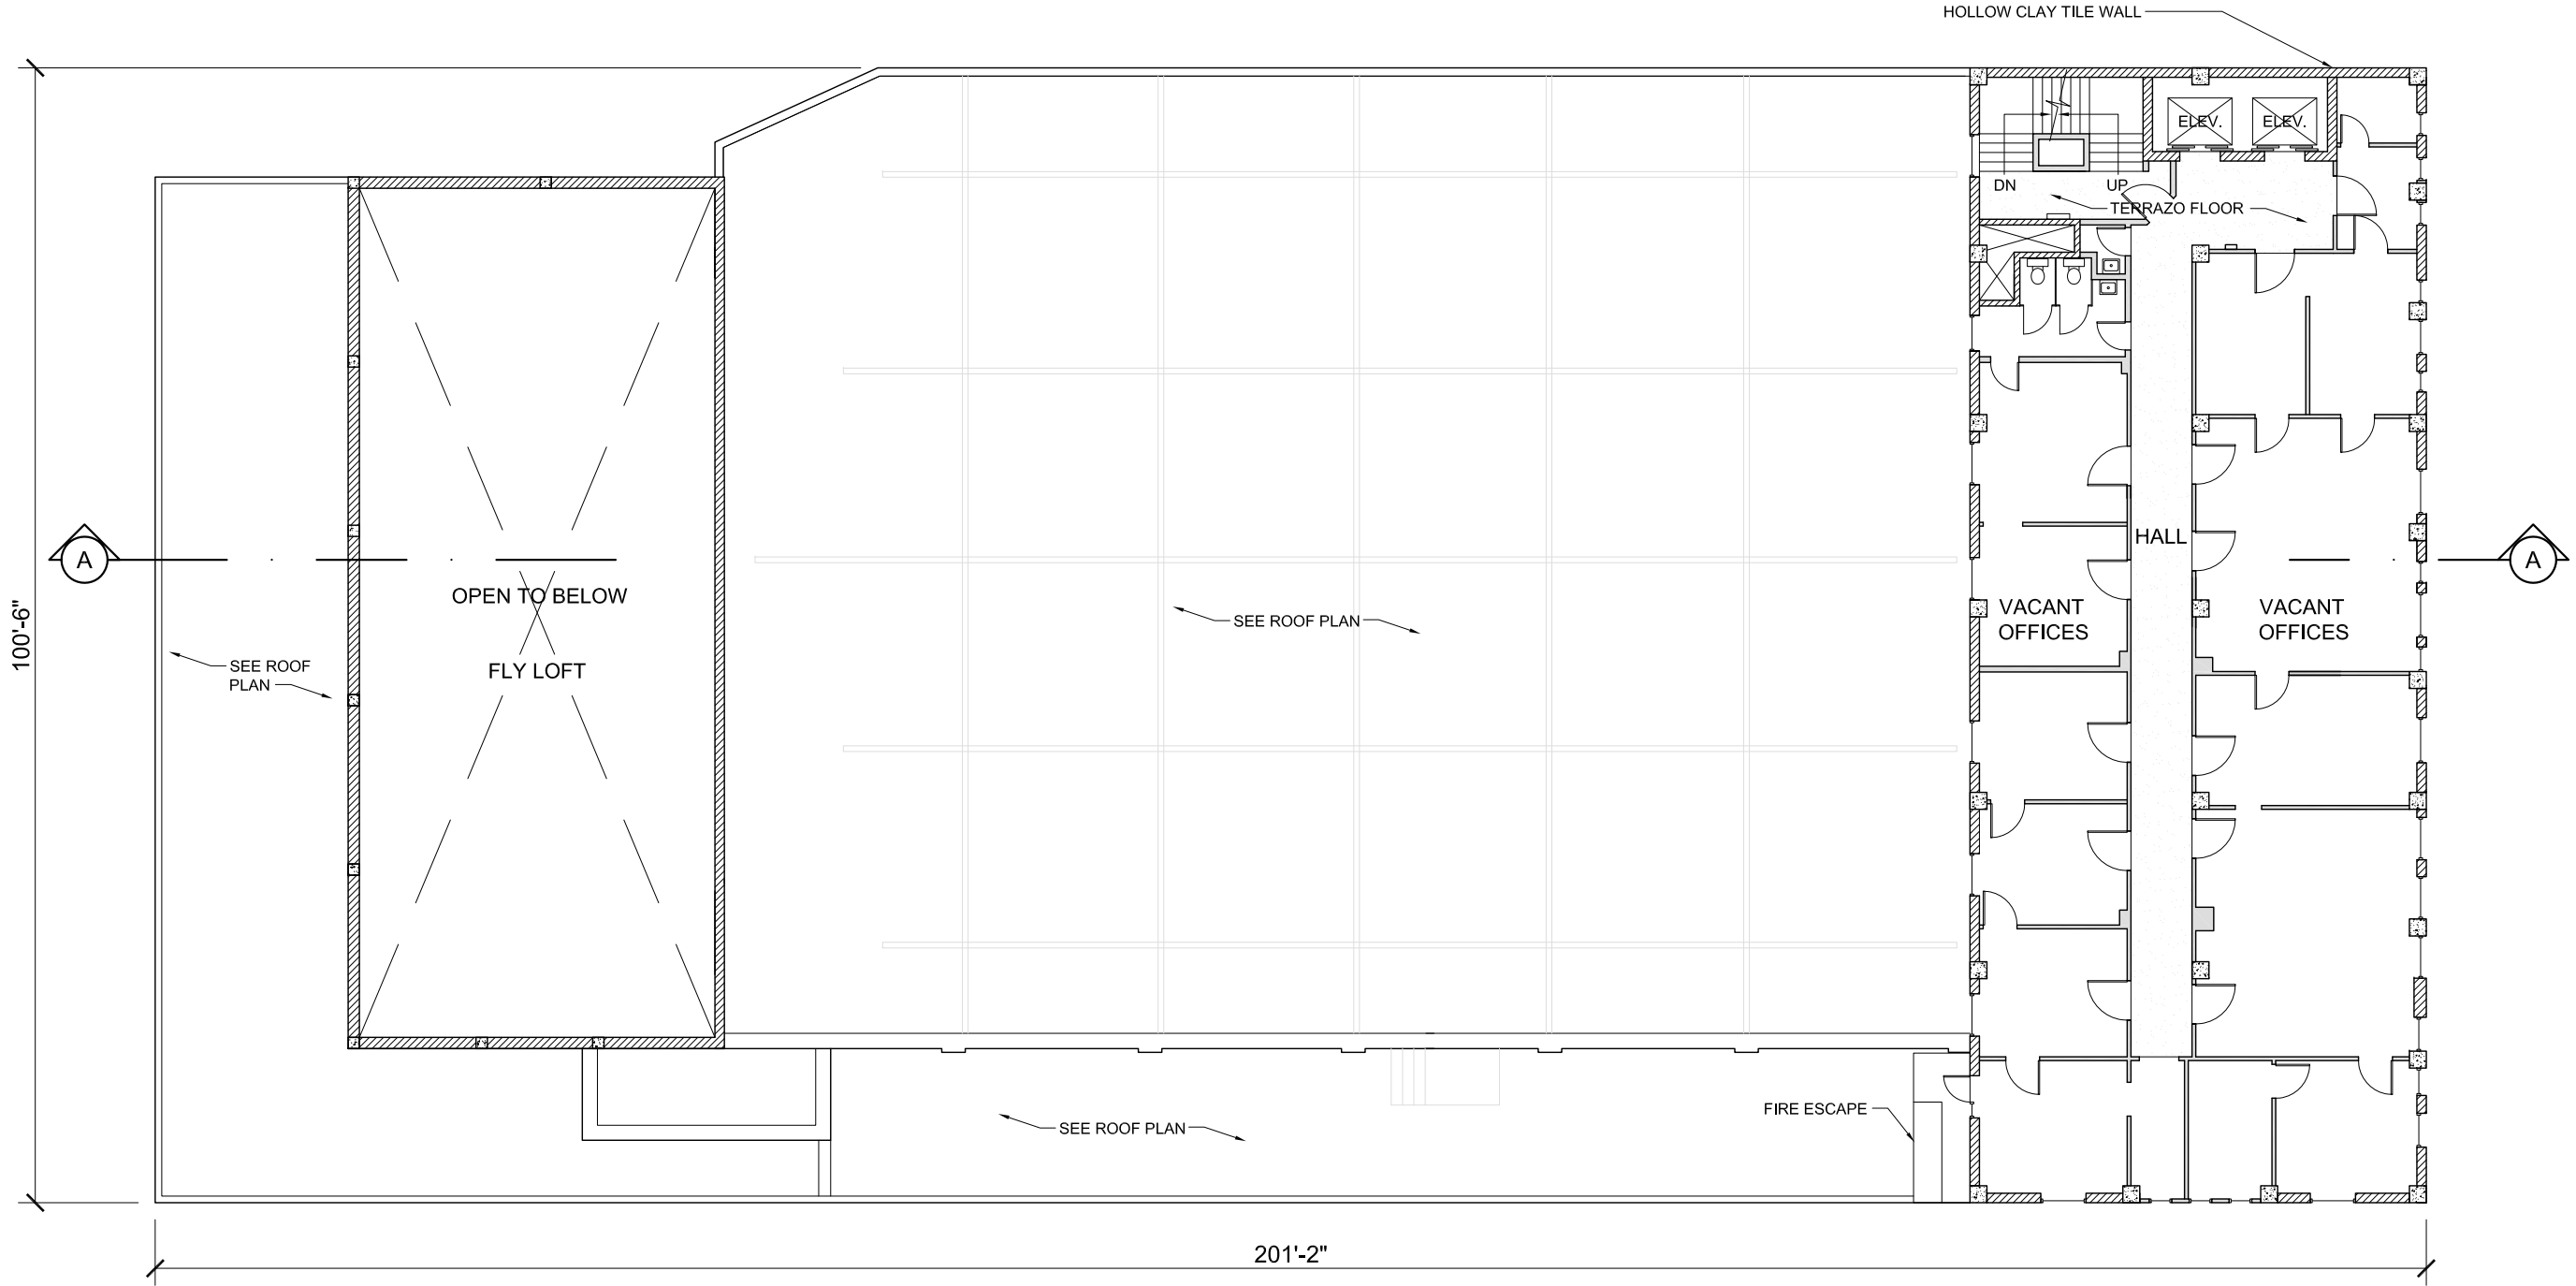 HOLLOW CLAY TILE WALL
ELEV.
ELEV.
DN
UP
TERRAZO FLOOR
100'-6"
A
HALL
A
OPEN TO BELOW
VACANT
OFFICES
VACANT
OFFICES
SEE ROOF PLAN
SEE ROOF
PLAN
FLY LOFT
FIRE ESCAPE
SEE ROOF PLAN
201'-2"